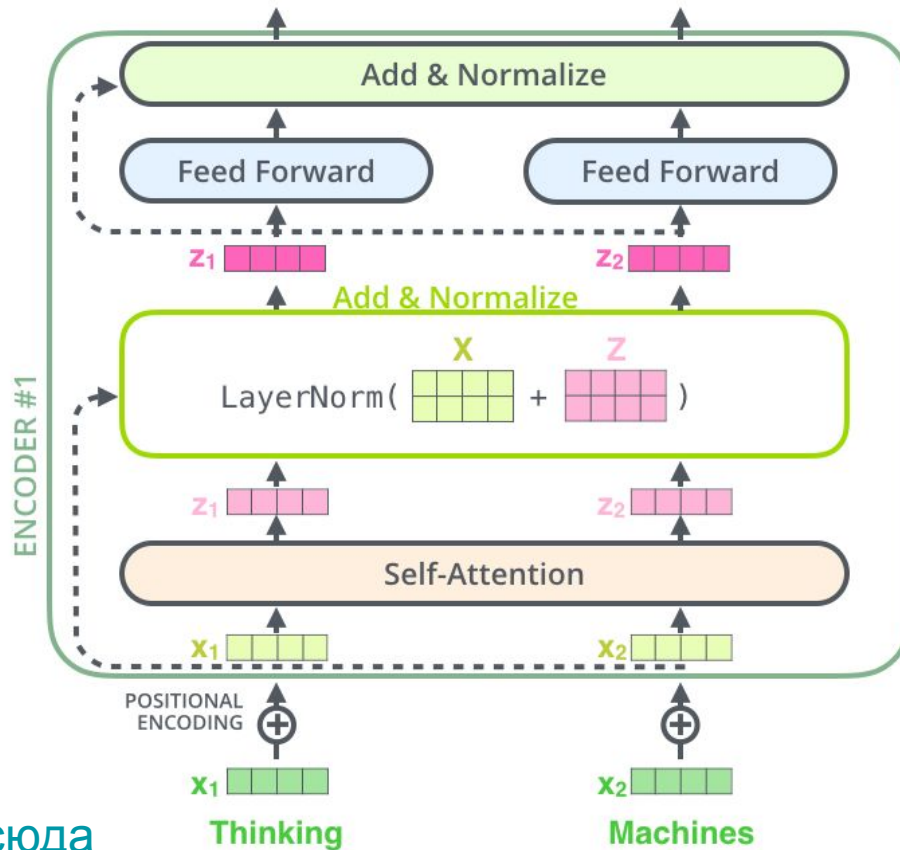 Add & Normalize
Feed Forward
Feed Forward
z1
z2
Add & Normalize
X
Z
LayerNorm(
+
)
ENCODER #1
z1
z2
Self-Attention
x1
x2
POSITIONAL
ENCODING
x1
x2
сюда
Thinking
Machines